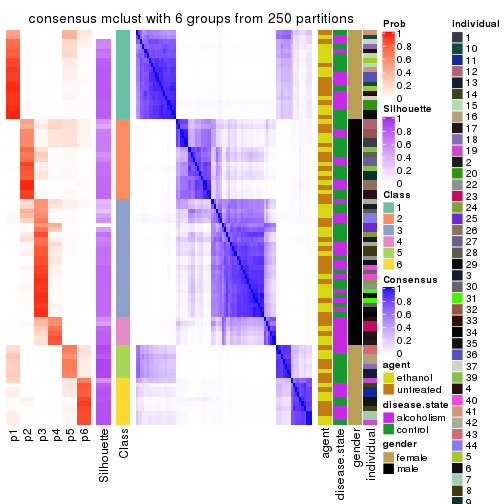 consensus mclust with 6 groups from 250 partitions
Prob
1
0.8
0.6
0.4
0.2
0
Silhouette
1
0.8
0.6
0.4
0.2
0
Class
1
2
3
4
5
6
Consensus
1
0.8
0.6
0.4
0.2
0
agent
ethanol
untreated
disease.state
alcoholism
control
gender
female
male
individual
1
10
11
12
13
14
15
16
17
18
19
2
20
22
23
24
25
26
27
28
29
3
30
31
32
33
34
35
36
37
39
4
40
41
42
43
44
5
6
7
8
9
p1
p2
p3
p4
p5
p6
Silhouette
Class
agent
disease.state
gender
individual